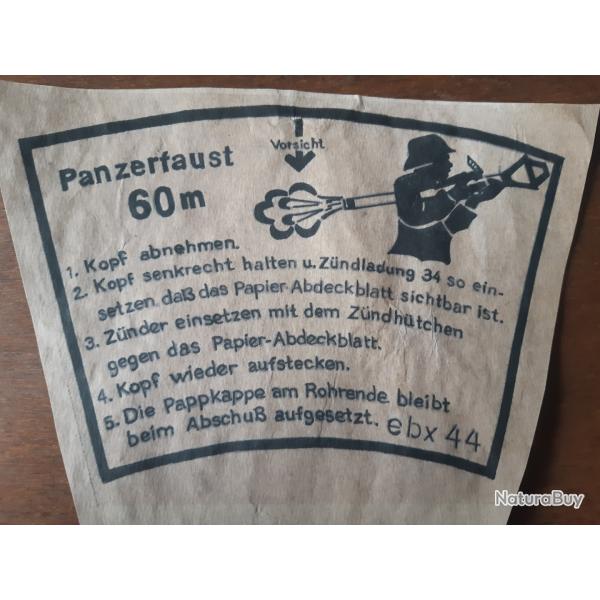 Vorsicht
Panzerfaust
60m
1. Kopf abnehmen.
2. Kopf senkrecht halten u. Zündladung 34 so ein-
setzen, daß das Papier-Abdeckblatt sichtbar ist.
3. Zünder einsetzen mit dem Zündhütchen
gegen das Papier-Abdeckblatt.
4. Kopf wieder aufstecken.
5. Die Pappkappe am Rohrende bleibt
beim Abschuß aufgesetzt. ebx 44
NaturaBuy